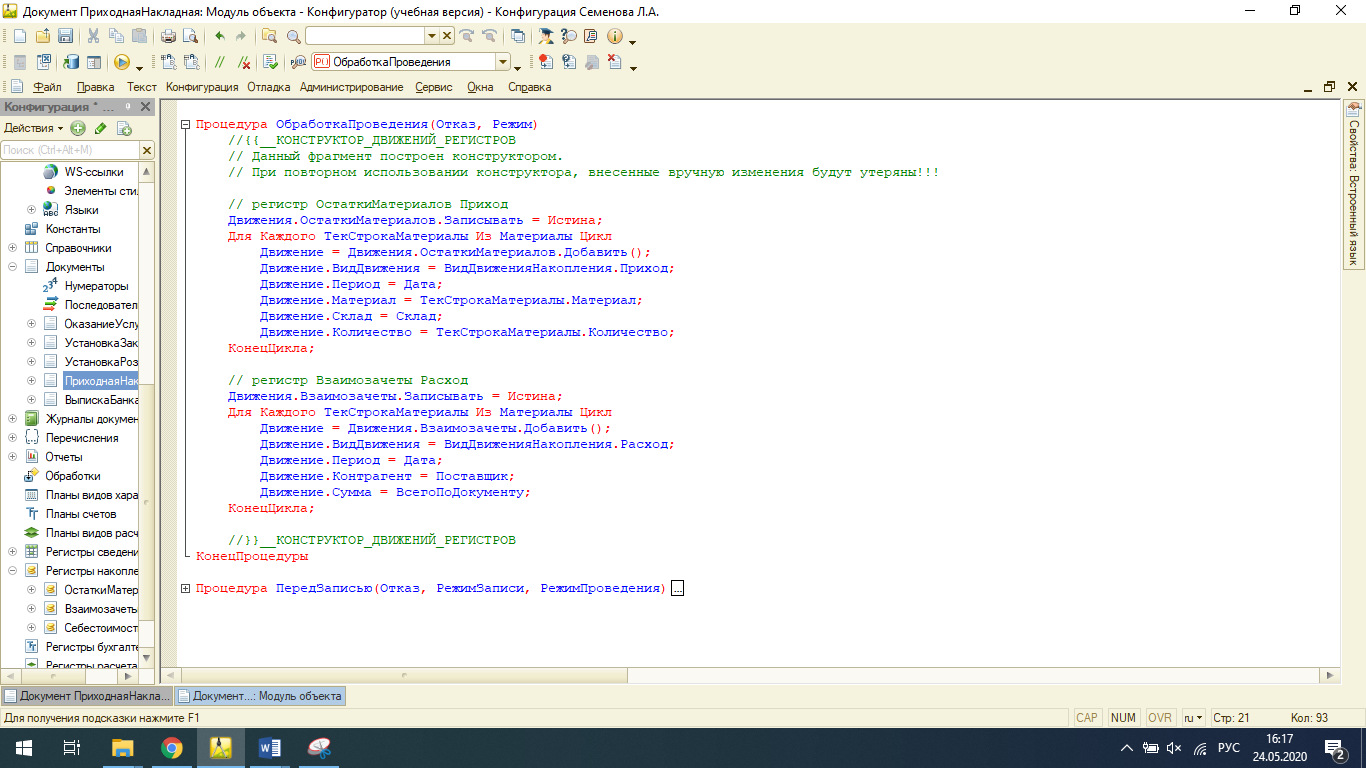 Документ ПриходнаяНакладная: Модуль объекта - Конфигуратор (учебная версия) - Конфигурация Семенова Л.А.
ОбработкаПроведения
Файл Правка Текст Конфигурация Отладка Администрирование Сервис Окна Справка
Конфигурация * ...
Действия
Поиск (Ctrl+Alt+M)
WS-ссылки
Элементы сти
Языки
Константы
Справочники
Документы
Нумераторы
Последовател
ОказаниеУслу
УстановкаЗак
УстановкаРоз
ПриходнаяНак
ВыпискаБанка
Журналы докумен
Перечисления
Отчеты
Обработки
Планы видов хара
Планы счетов
Планы видов расч
Регистры сведени
Регистры накопле
ОстаткиМатер
Взаимозачеты
Себестоимост
Регистры бухгалте
Регистры расчета
Процедура ОбработкаПроведения(Отказ, Режим)
//{{__КОНСТРУКТОР_ДВИЖЕНИЙ_РЕГИСТРОВ
// Данный фрагмент построен конструктором.
// При повторном использовании конструктора, внесенные вручную изменения будут утеряны!!!
// регистр ОстаткиМатериалов Приход
Движения.ОстаткиМатериалов.Записывать = Истина;
Для Каждого ТекСтрокаМатериалы Из Материалы Цикл
Движение = Движения.ОстаткиМатериалов.Добавить();
Движение.ВидДвижения = ВидДвиженияНакопления.Приход;
Движение.Период = Дата;
Движение.Материал = ТекСтрокаМатериалы.Материал;
Движение.Склад = Склад;
Движение.Количество = ТекСтрокаМатериалы.Количество;
КонецЦикла;
// регистр Взаимозачеты Расход
Движения.Взаимозачеты.Записывать = Истина;
Для Каждого ТекСтрокаМатериалы Из Материалы Цикл
Движение = Движения.Взаимозачеты.Добавить();
Движение.ВидДвижения = ВидДвиженияНакопления.Расход;
Движение.Период = Дата;
Движение.Контрагент = Поставщик;
Движение.Сумма = ВсегоПоДокументу;
КонецЦикла;
//}}__КОНСТРУКТОР_ДВИЖЕНИЙ_РЕГИСТРОВ
КонецПроцедуры
Процедура ПередЗаписью(Отказ, РежимЗаписи, РежимПроведения) ...
Свойства: Встроенный язык
Документ ПриходнаяНакла... Документ...: Модуль объекта
Для получения подсказки нажмите F1 CAP NUM OVR ru Стр: 21 Кол: 93
РУС 16:17
24.05.2020
2